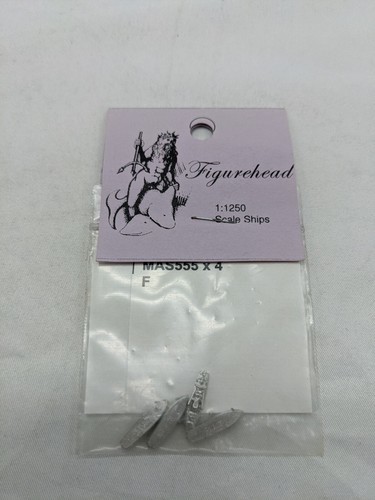 Figurehead
1:1250
Scale Ships
MAS555 x 4
F